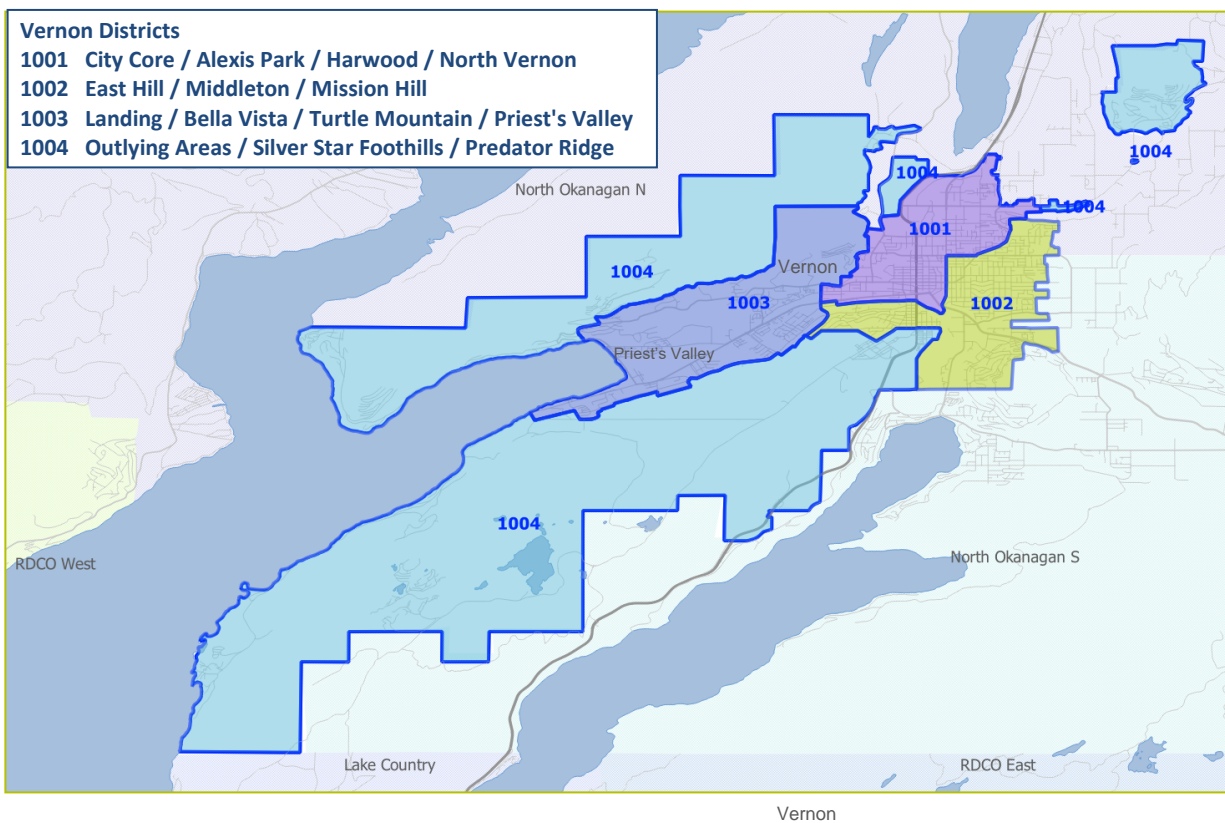 Vernon Districts
1001 City Core / Alexis Park / Harwood / North Vernon
1002 East Hill / Middleton / Mission Hill
1003 Landing / Bella Vista / Turtle Mountain / Priest's Valley
1004 Outlying Areas / Silver Star Foothills / Predator Ridge
1004
North Okanagan N
1004
1004
1001
Vernon
1004
1003
1002
Priest's Valley
1004
RDCO West
North Okanagan S
Lake Country
RDCO East
Vernon